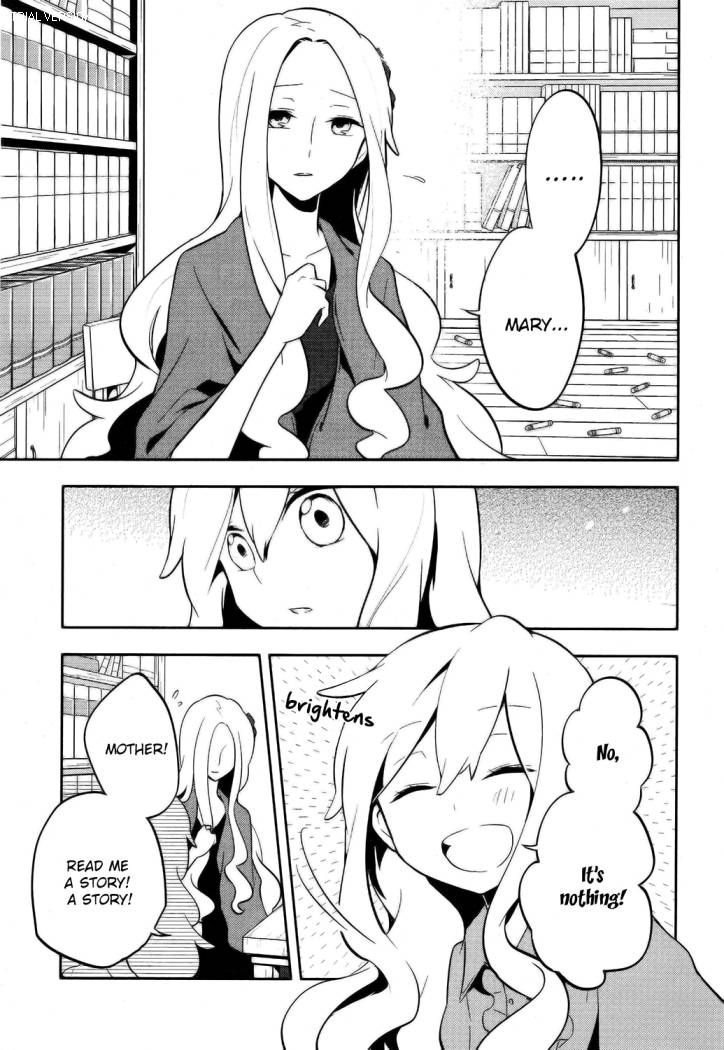 .....
MARY...
brightens
No,
It's
nothing!
MOTHER!
READ ME
A STORY!
A STORY!